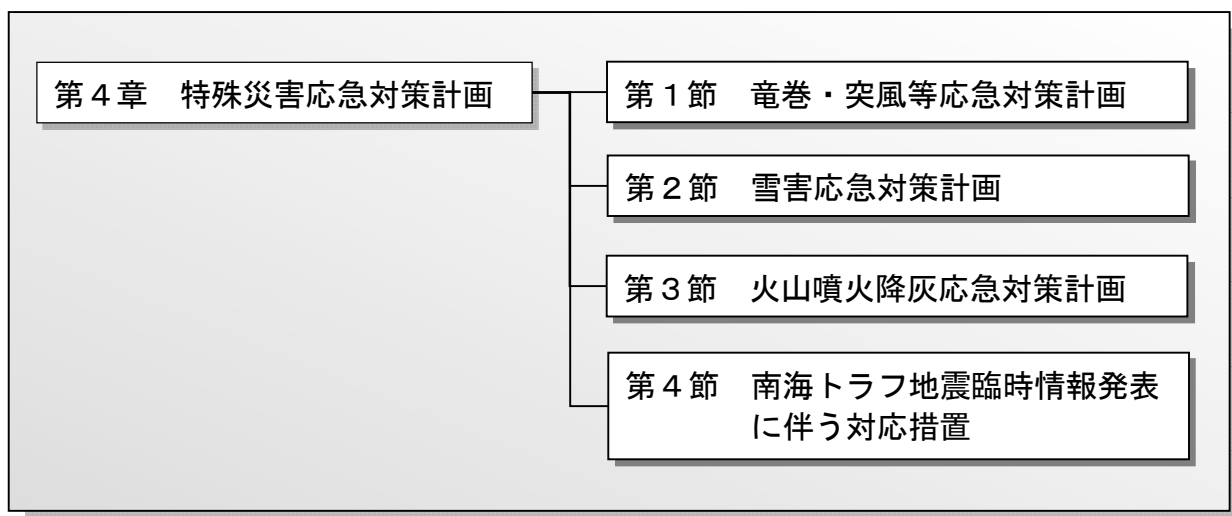 第４章　特殊災害応急対策計画
第１節　竜巻・突風等応急対策計画
第２節　雪害応急対策計画
第３節　火山噴火降灰応急対策計画
第４節　南海トラフ地震臨時情報発表
に伴う対応措置